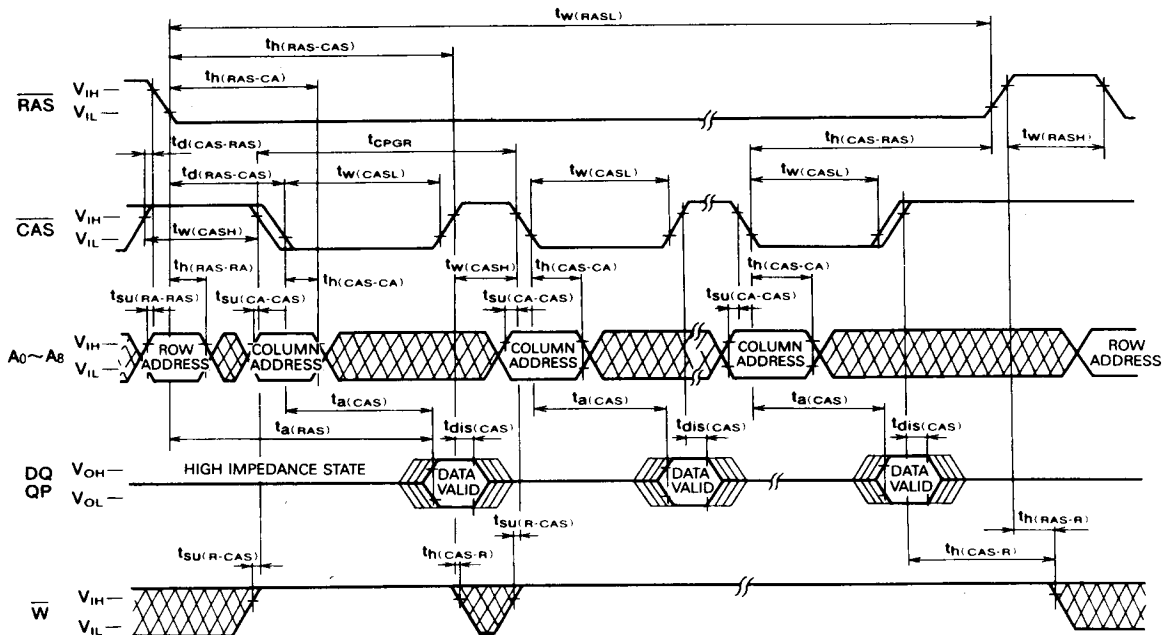 tw(RASL)
th(RAS-CAS)
th(RAS-CA)
RAS
VIH
VIL
td(CAS-RAS)
tCPGR
th(CAS-RAS)
tw(RASH)
td(RAS-CAS)
tw(CASL)
tw(CASL)
tw(CASL)
CAS
VIH
VIL
tw(CASH)
th(RAS-RA)
th(CAS-CA)
tw(CASH)
th(CAS-CA)
th(CAS-CA)
tsu(RA-RAS)
tsu(CA-CAS)
tsu(CA-CAS)
tsu(CA-CAS)
A0~A8
VIH
VIL
ROW ADDRESS
COLUMN ADDRESS
COLUMN ADDRESS
COLUMN ADDRESS
ROW ADDRESS
ta(CAS)
ta(CAS)
ta(CAS)
ta(RAS)
tdis(CAS)
tdis(CAS)
tdis(CAS)
DQ
QP
VOH
VOL
HIGH IMPEDANCE STATE
DATA VALID
DATA VALID
DATA VALID
tsu(R-CAS)
th(CAS-R)
tsu(R-CAS)
th(RAS-R)
th(CAS-R)
W
VIH
VIL